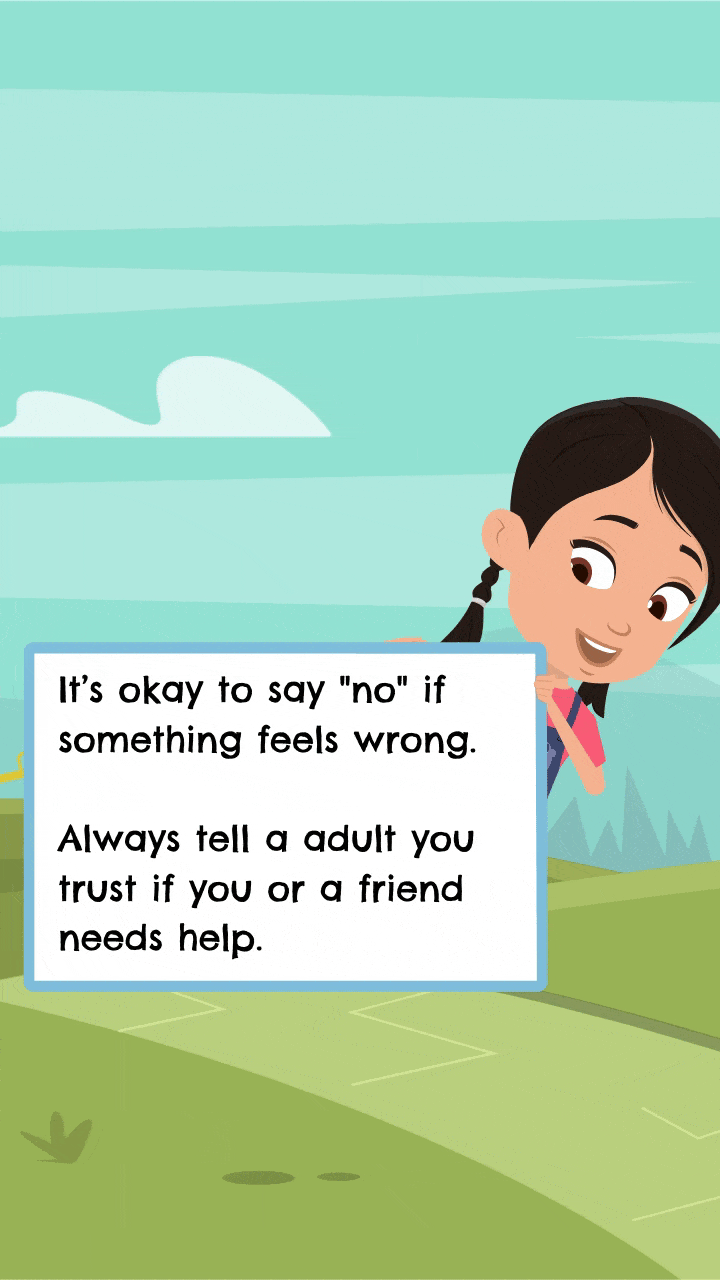 It's okay to say "no" if
something feels wrong.
Always tell a adult you
trust if you or a friend
needs help.